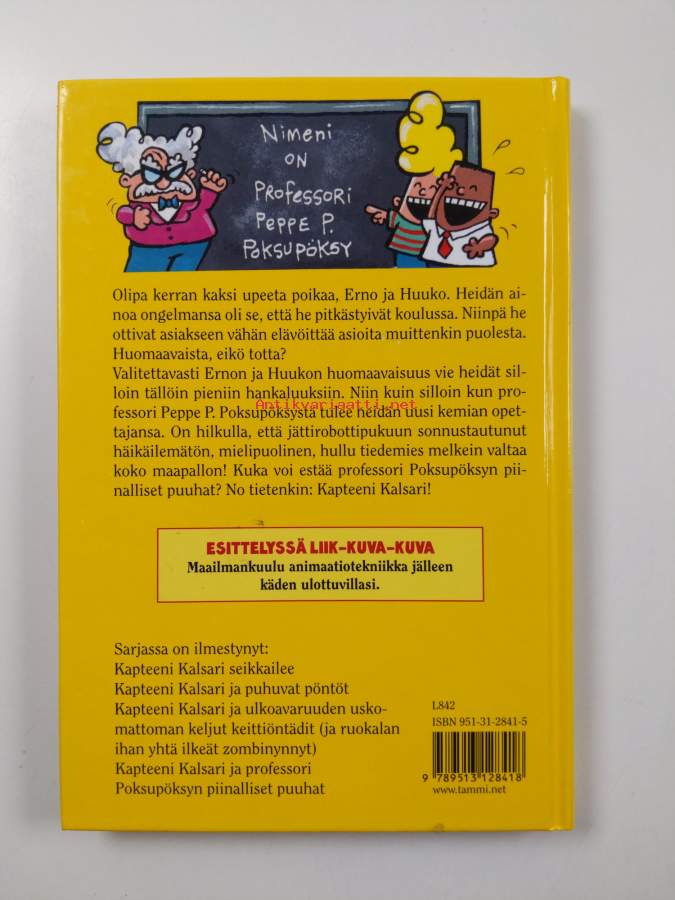 Nimeni
ON
PROFESSORI
PEPPE P.
POKSUPÖKSY
Olipa kerran kaksi upeeta poikaa, Erno ja Huuko. Heidän ai-
noa ongelmansa oli se, että he pitkästyivät koulussa. Niinpä he
ottivat asiakseen vähän elävöittää asioita muittenkin puolesta.
Huomaavaista, eikö totta?
Valitettavasti Ernon ja Huukon huomaavaisuus vie heidät sil-
loin tällöin pieniin hankaluuksiin. Niin kuin silloin kun pro-
fessori Peppe P. Poksupöksystä tulee heidän uusi kemian opet-
Antikvariaatti.net
tajansa. On hilkulla, että jättirobottipukuun sonnustautunut
häikäilemätön, mielipuolinen, hullu tiedemies melkein valtaa
koko maapallon! Kuka voi estää professori Poksupöksyn pii-
nalliset puuhat? No tietenkin: Kapteeni Kalsari!
ESITTELYSSÄ LIIK-KUVA-KUVA
Maailmankuulu animaatiotekniikka jälleen
käden ulottuvillasi.
Sarjassa on ilmestynyt:
Kapteeni Kalsari seikkailee
Kapteeni Kalsari ja puhuvat pöntöt
Kapteeni Kalsari ja ulkoavaruuden usko-
mattoman keljut keittiöntädit (ja ruokalan
ihan yhtä ilkeät zombinynnyt)
Kapteeni Kalsari ja professori
Poksupöksyn piinalliset puuhat
L842
ISBN 951-31-2841-5
9 789513 128418
www.tammi.net